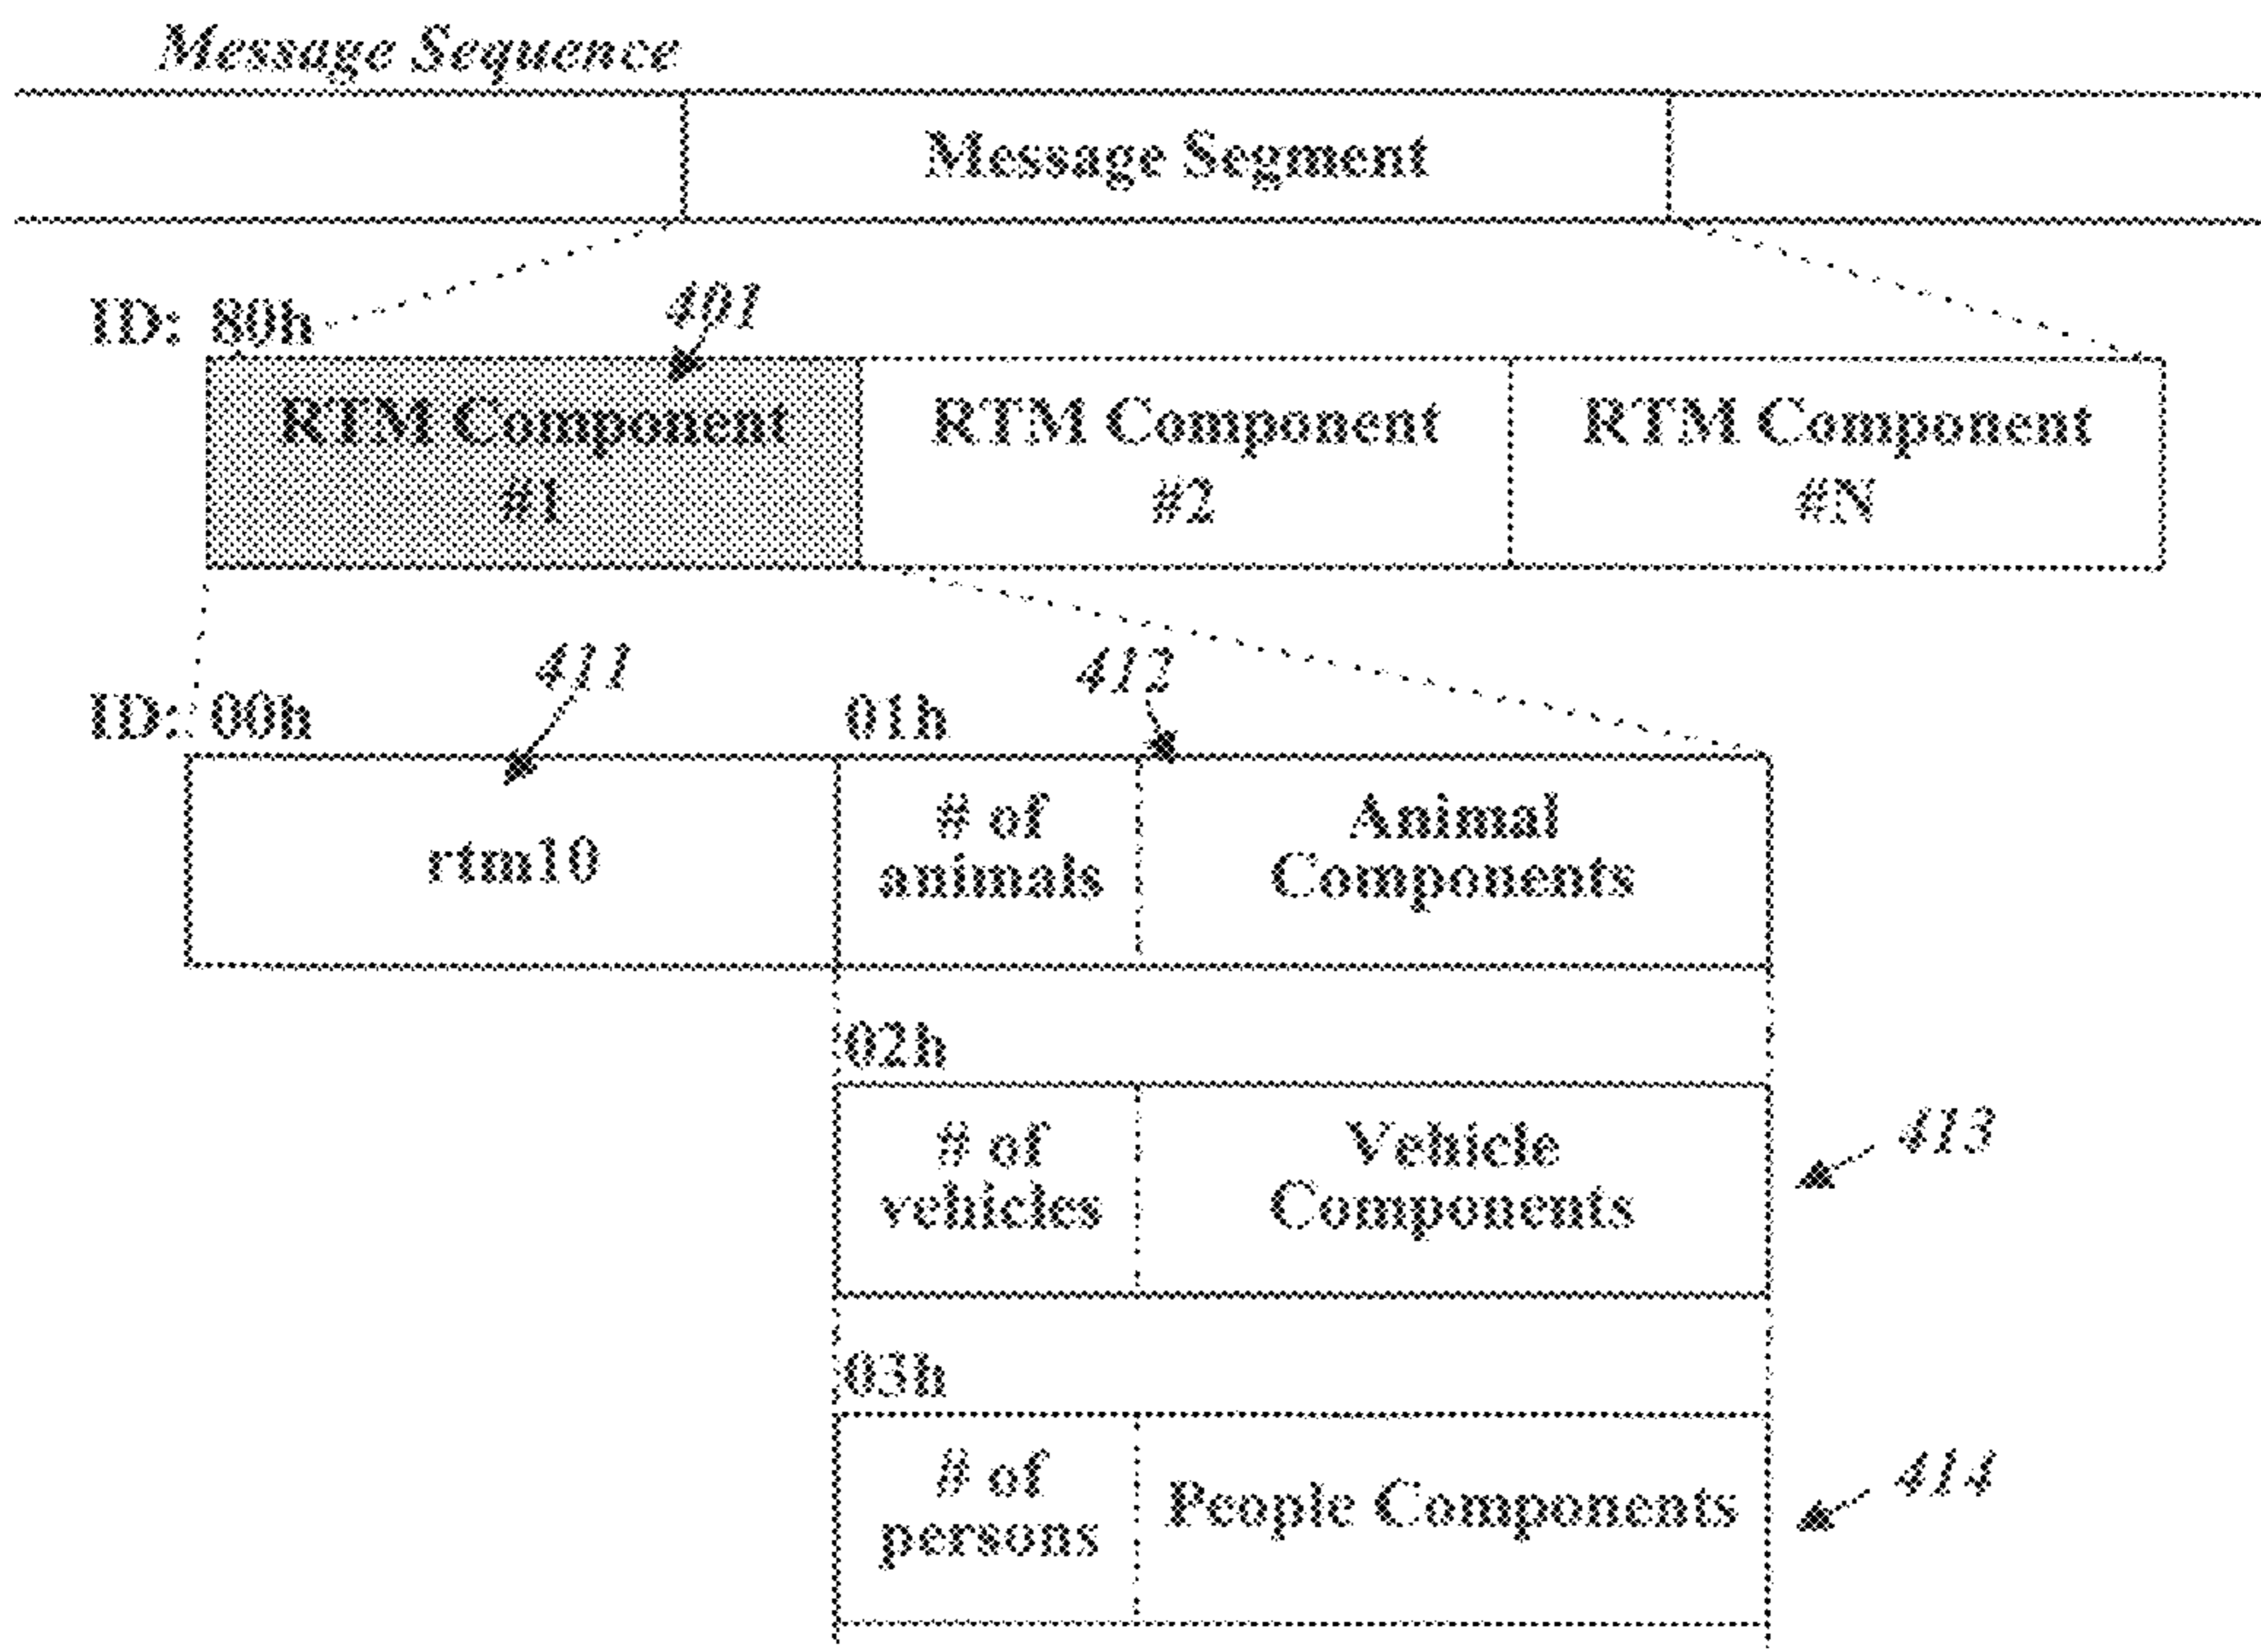 Message Sequence
Message Segment
ID: 80h
401
RTM Component
#1
RTM Component
#2
RTM Component
#N
411
412
ID: 00h
01h
rtm10
# of
animals
Animal
Components
02h
# of
vehicles
Vehicle
Components
413
03h
# of
persons
People Components
414